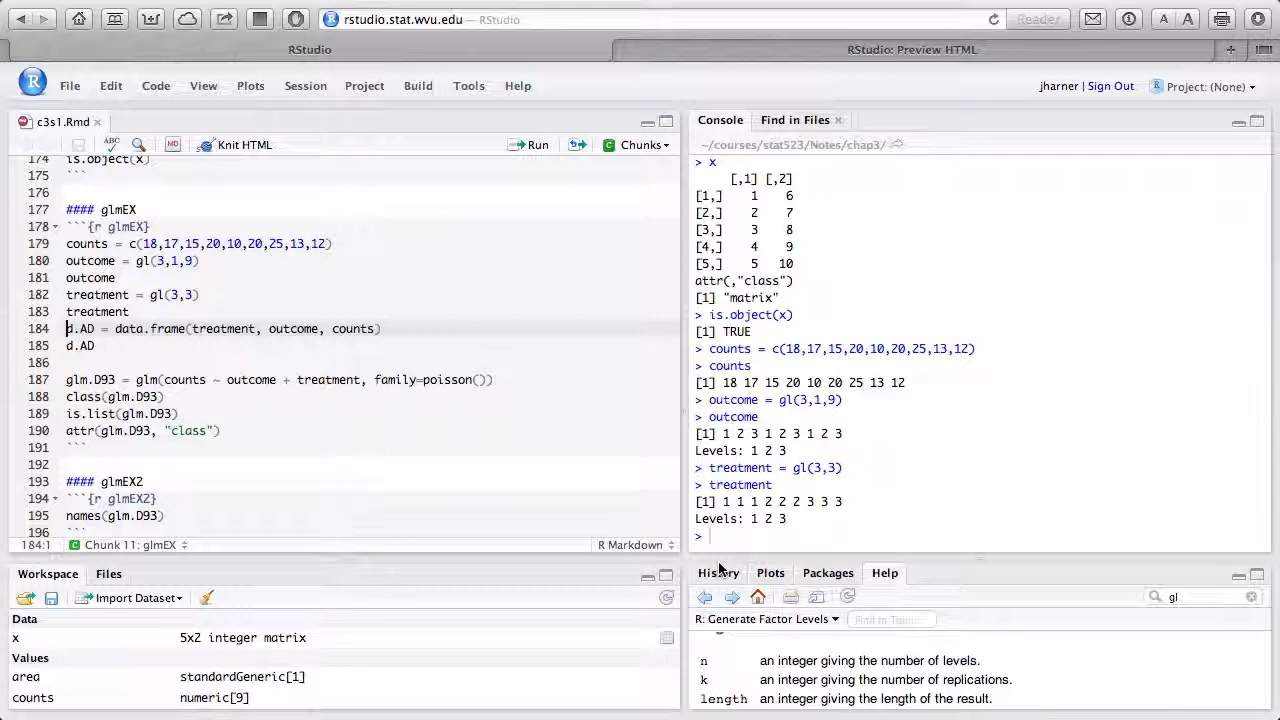 rstudio.stat.wvu.edu — RStudio
Reader
A A
RStudio
RStudio: Preview HTML
R File Edit Code View Plots Session Project Build Tools Help
jharner | Sign Out Project: (None)
c3s1.Rmd
ABC MD Knit HTML Run Chunks
174 is.object(x)
175 ```
176
177 #### glmEX
178 ```{r glmEX}
179 counts = c(18,17,15,20,10,20,25,13,12)
180 outcome = gl(3,1,9)
181 outcome
182 treatment = gl(3,3)
183 treatment
184 d.AD = data.frame(treatment, outcome, counts)
185 d.AD
186
187 glm.D93 = glm(counts ~ outcome + treatment, family=poisson())
188 class(glm.D93)
189 is.list(glm.D93)
190 attr(glm.D93, "class")
191 ```
192
193 #### glmEX2
194 ```{r glmEX2}
195 names(glm.D93)
196 ```
184:1 Chunk 11: glmEX R Markdown
Console Find in Files
~/courses/stat523/Notes/chap3/
> x
[,1] [,2]
[1,] 1 6
[2,] 2 7
[3,] 3 8
[4,] 4 9
[5,] 5 10
attr(,"class")
[1] "matrix"
> is.object(x)
[1] TRUE
> counts = c(18,17,15,20,10,20,25,13,12)
> counts
[1] 18 17 15 20 10 20 25 13 12
> outcome = gl(3,1,9)
> outcome
[1] 1 2 3 1 2 3 1 2 3
Levels: 1 2 3
> treatment = gl(3,3)
> treatment
[1] 1 1 1 2 2 2 3 3 3
Levels: 1 2 3
>
Workspace Files
Import Dataset
Data
x 5x2 integer matrix
Values
area standardGeneric[1]
counts numeric[9]
History Plots Packages Help
gl
R: Generate Factor Levels Find in Topic
n an integer giving the number of levels.
k an integer giving the number of replications.
length an integer giving the length of the result.